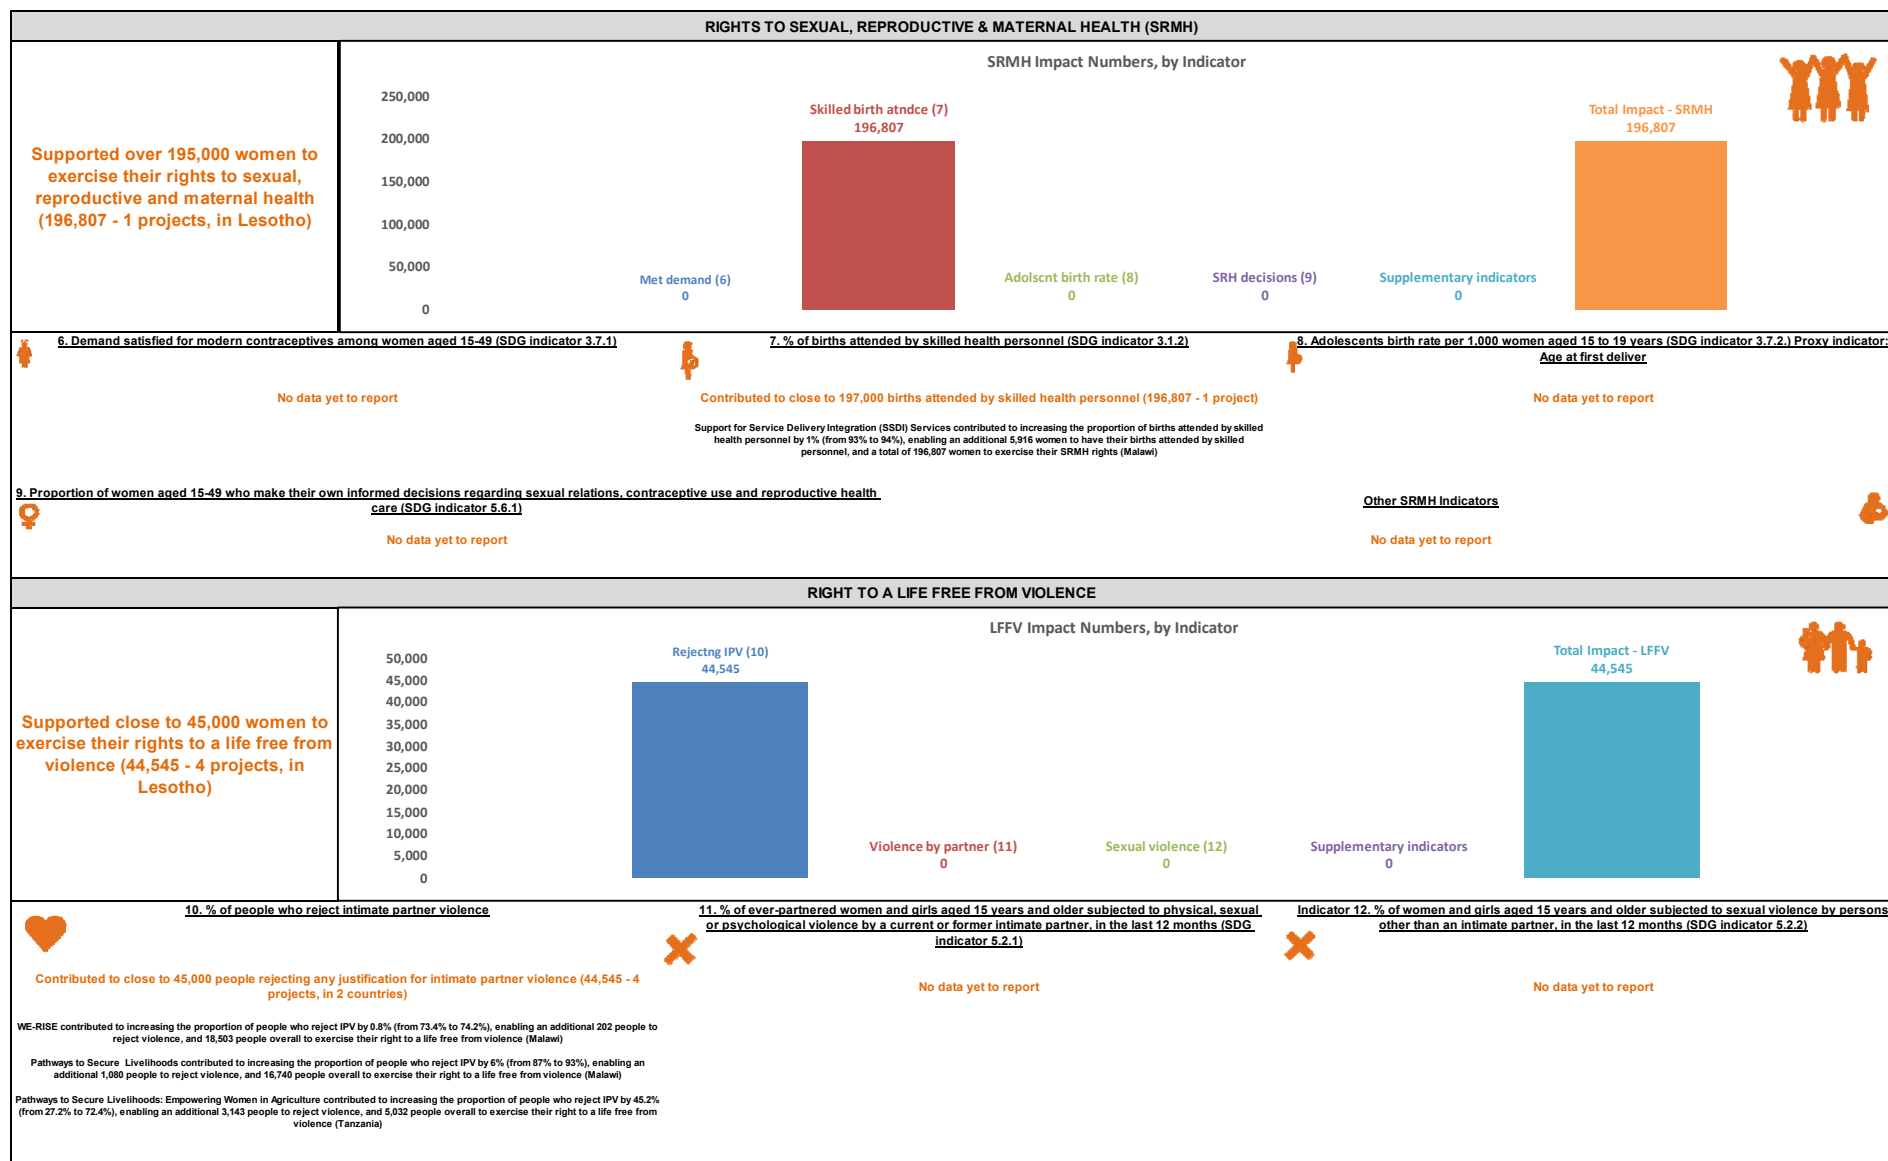 RIGHTS TO SEXUAL, REPRODUCTIVE & MATERNAL HEALTH (SRMH)
Supported over 195,000 women to
exercise their rights to sexual,
reproductive and maternal health
(196,807 - 1 projects, in Lesotho)
SRMH Impact Numbers, by Indicator
250,000
200,000
150,000
100,000
50,000
0
Met demand (6)
0
Skilled birth atndce (7)
196,807
Adolscnt birth rate (8)
0
SRH decisions (9)
0
Supplementary indicators
0
Total Impact - SRMH
196,807
6. Demand satisfied for modern contraceptives among women aged 15-49 (SDG indicator 3.7.1)
No data yet to report
7. % of births attended by skilled health personnel (SDG indicator 3.1.2)
Contributed to close to 197,000 births attended by skilled health personnel (196,807 - 1 project)
Support for Service Delivery Integration (SSDI) Services contributed to increasing the proportion of births attended by skilled
health personnel by 1% (from 93% to 94%), enabling an additional 5,916 women to have their births attended by skilled
personnel, and a total of 196,807 women to exercise their SRMH rights (Malawi)
8. Adolescents birth rate per 1,000 women aged 15 to 19 years (SDG indicator 3.7.2.) Proxy indicator:
Age at first deliver
No data yet to report
9. Proportion of women aged 15-49 who make their own informed decisions regarding sexual relations, contraceptive use and reproductive health
care (SDG indicator 5.6.1)
No data yet to report
Other SRMH Indicators
No data yet to report
RIGHT TO A LIFE FREE FROM VIOLENCE
Supported close to 45,000 women to
exercise their rights to a life free from
violence (44,545 - 4 projects, in
Lesotho)
LFFV Impact Numbers, by Indicator
50,000
45,000
40,000
35,000
30,000
25,000
20,000
15,000
10,000
5,000
0
Rejectng IPV (10)
44,545
Violence by partner (11)
0
Sexual violence (12)
0
Supplementary indicators
0
Total Impact - LFFV
44,545
10. % of people who reject intimate partner violence
Contributed to close to 45,000 people rejecting any justification for intimate partner violence (44,545 - 4
projects, in 2 countries)
WE-RISE contributed to increasing the proportion of people who reject IPV by 0.8% (from 73.4% to 74.2%), enabling an additional 202 people to
reject violence, and 18,503 people overall to exercise their right to a life free from violence (Malawi)
Pathways to Secure Livelihoods contributed to increasing the proportion of people who reject IPV by 6% (from 87% to 93%), enabling an
additional 1,080 people to reject violence, and 16,740 people overall to exercise their right to a life free from violence (Malawi)
Pathways to Secure Livelihoods: Empowering Women in Agriculture contributed to increasing the proportion of people who reject IPV by 45.2%
(from 27.2% to 72.4%), enabling an additional 3,143 people to reject violence, and 5,032 people overall to exercise their right to a life free from
violence (Tanzania)
11. % of ever-partnered women and girls aged 15 years and older subjected to physical, sexual
or psychological violence by a current or former intimate partner, in the last 12 months (SDG
indicator 5.2.1)
No data yet to report
Indicator 12. % of women and girls aged 15 years and older subjected to sexual violence by persons
other than an intimate partner, in the last 12 months (SDG indicator 5.2.2)
No data yet to report